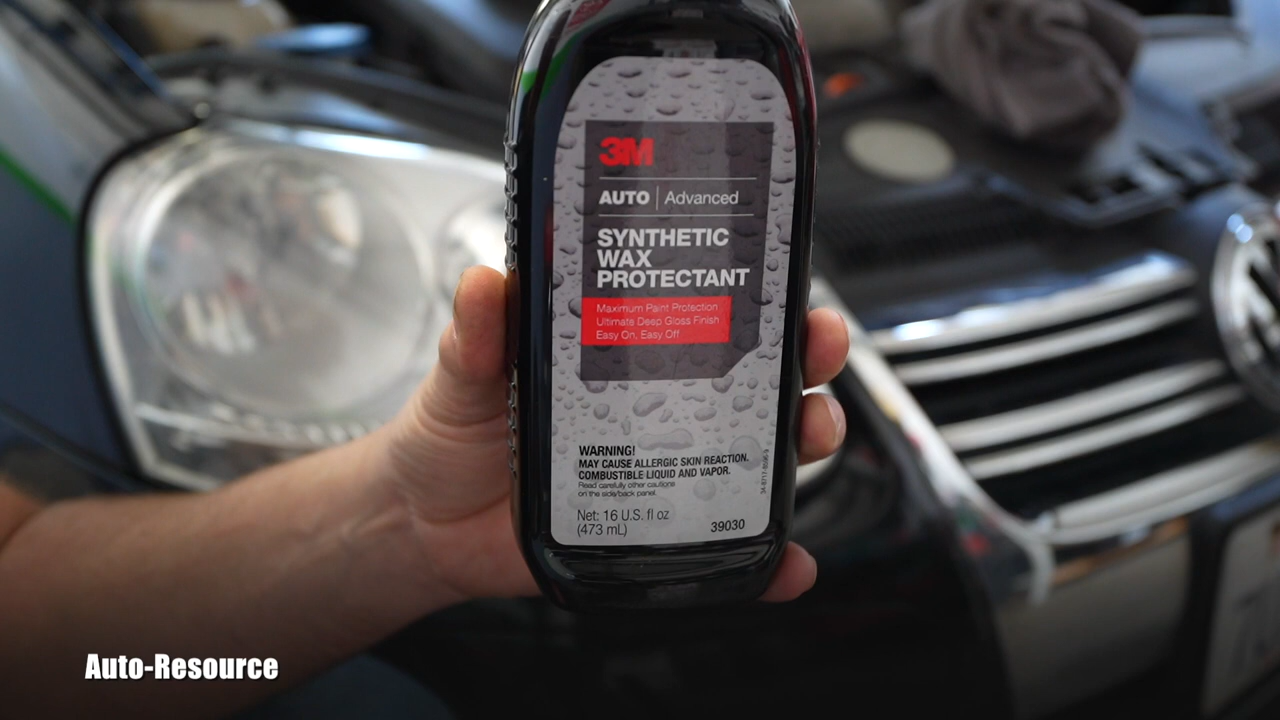 3M
AUTO | Advanced
SYNTHETIC
WAX
PROTECTANT
Maximum Paint Protection
Ultimate Deep Gloss Finish
Easy On, Easy Off
WARNING!
MAY CAUSE ALLERGIC SKIN REACTION.
COMBUSTIBLE LIQUID AND VAPOR.
Read carefully other cautions
on the side/back panel.
Net: 16 U.S. fl oz
(473 mL)
39030
Auto-Resource